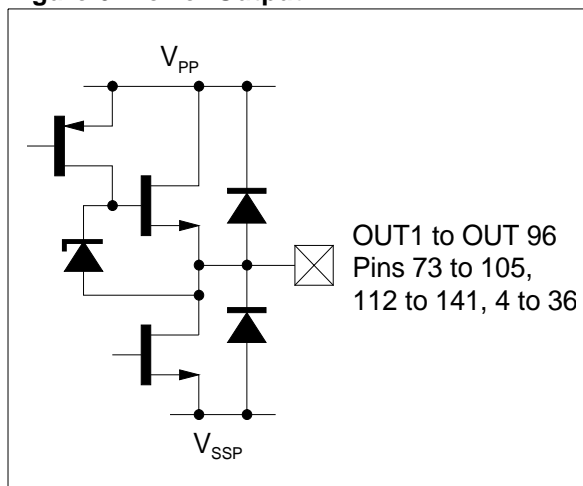 V_PP
OUT1 to OUT 96
Pins 73 to 105,
112 to 141, 4 to 36
V_SSP